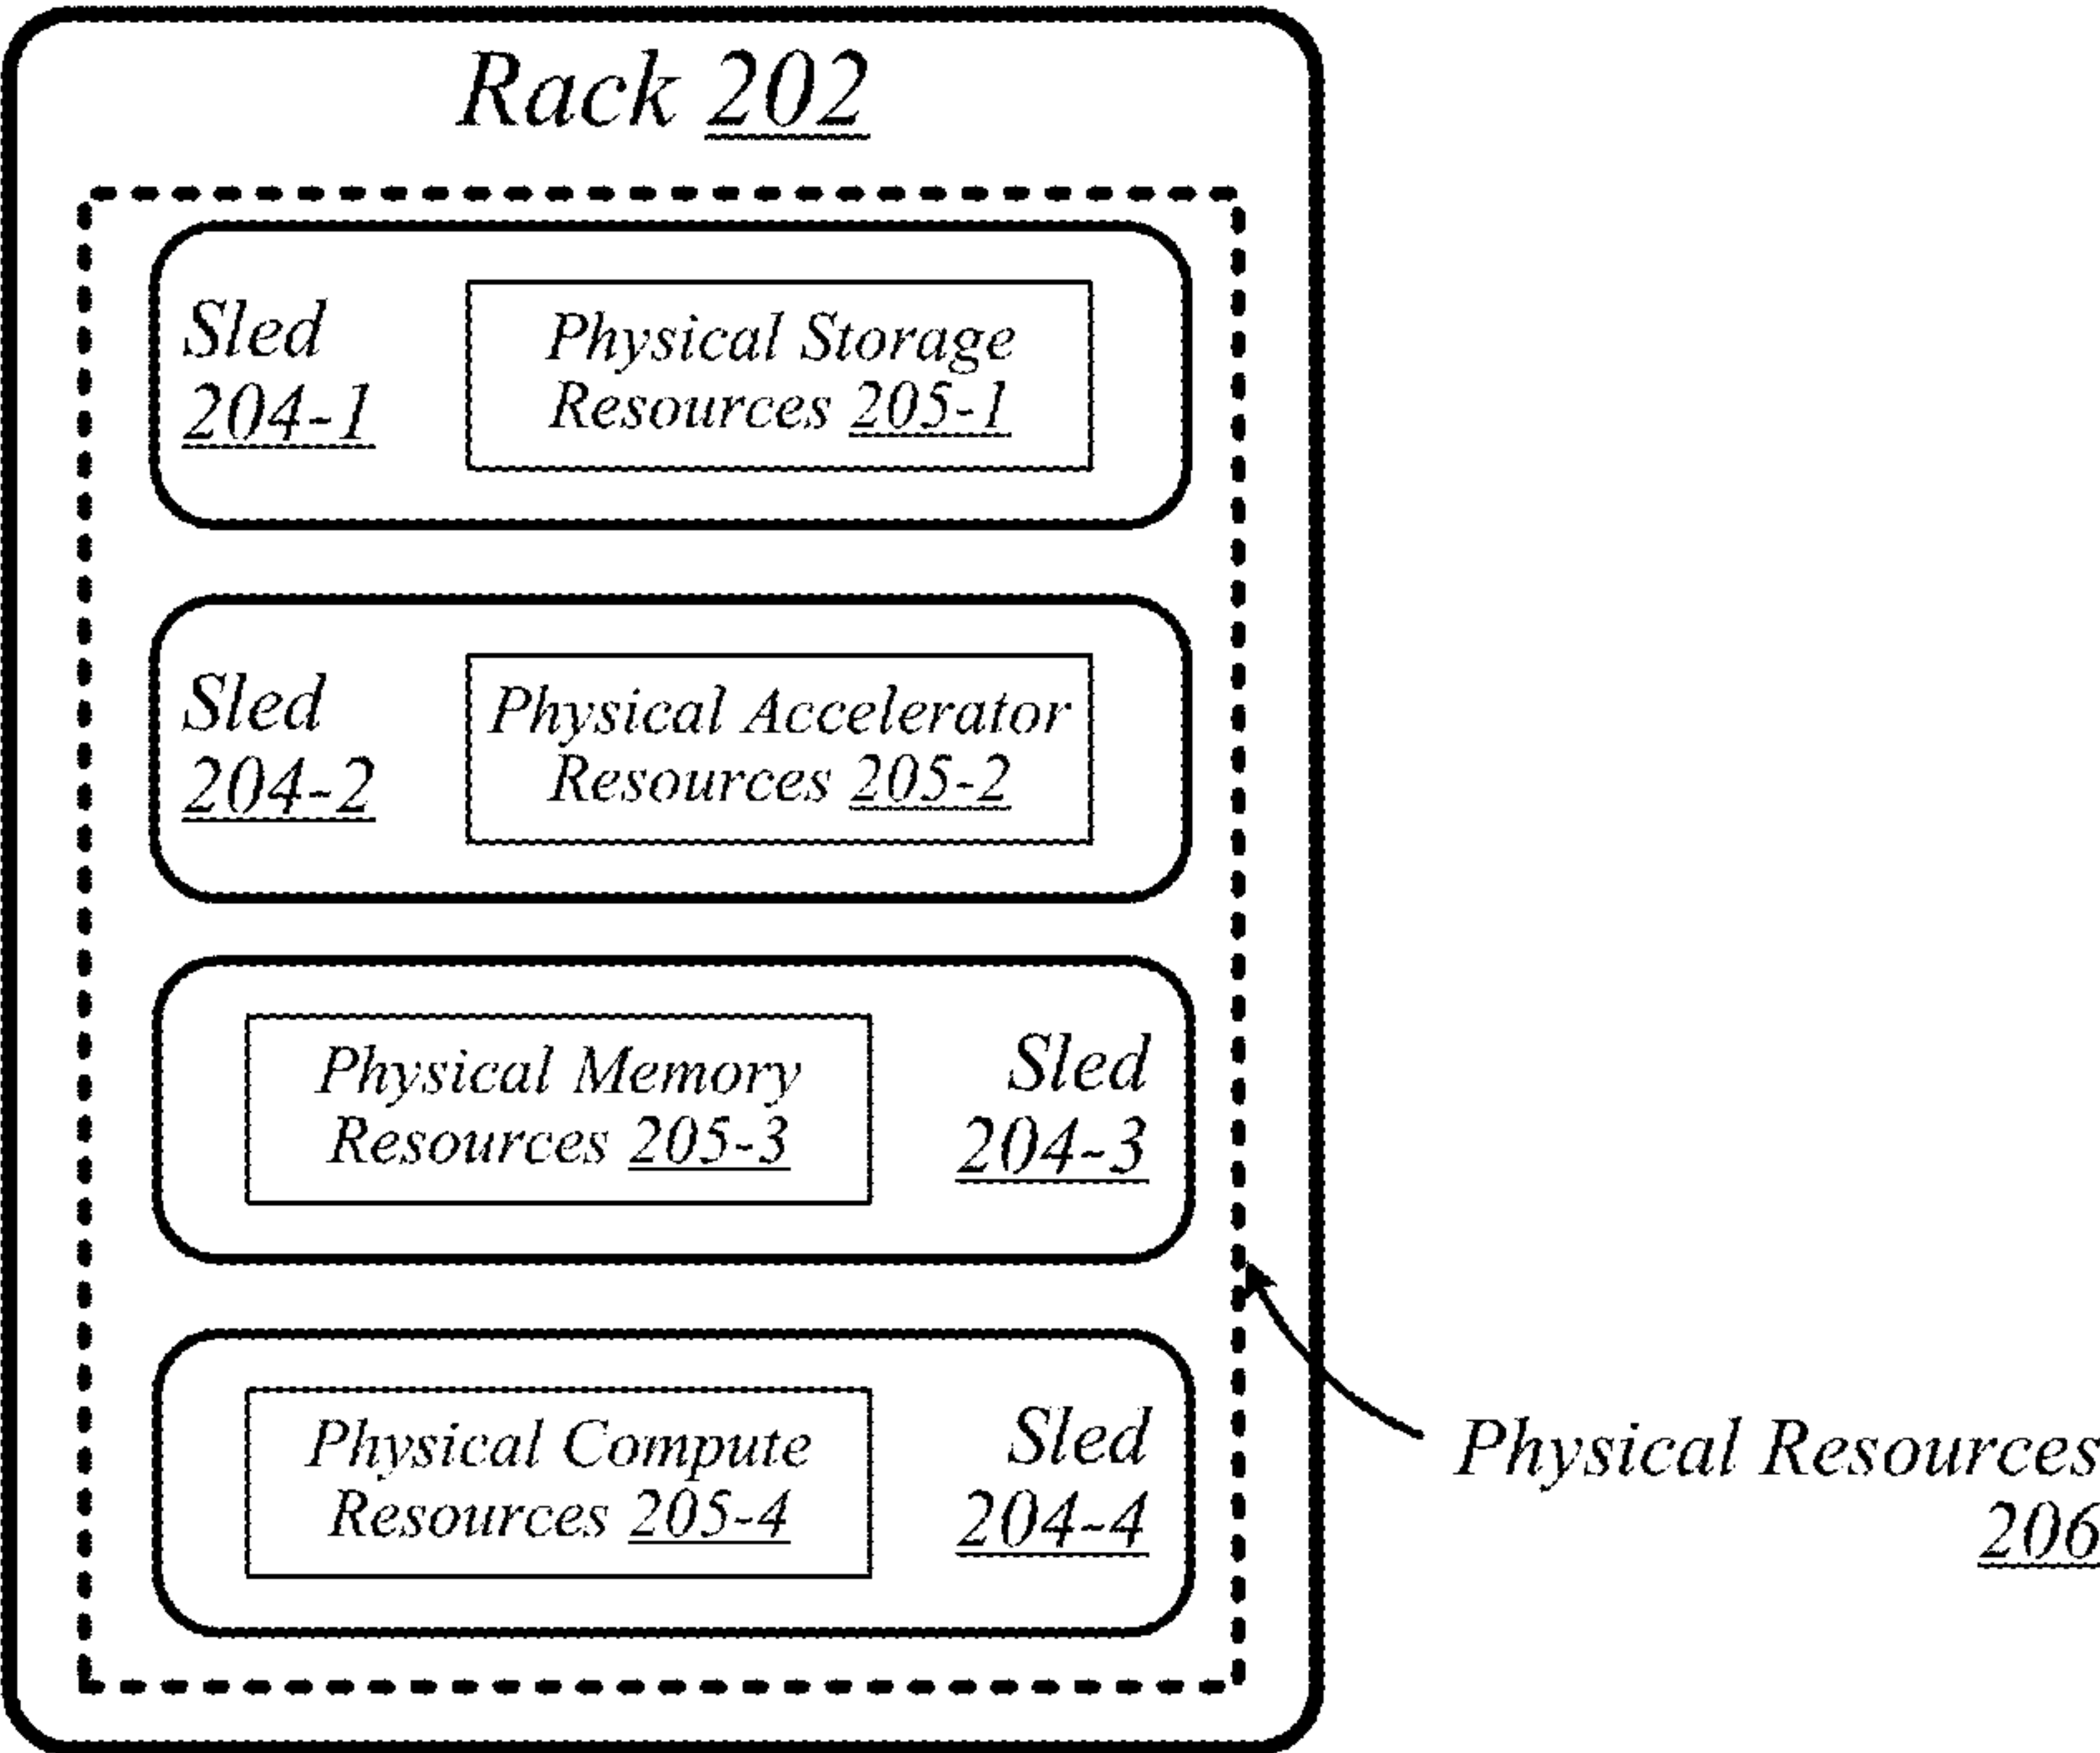 Rack 202
Sled
204-1
Physical Storage
Resources 205-1
Sled
204-2
Physical Accelerator
Resources 205-2
Physical Memory
Resources 205-3
Sled
204-3
Physical Compute
Resources 205-4
Sled
204-4
Physical Resources
206